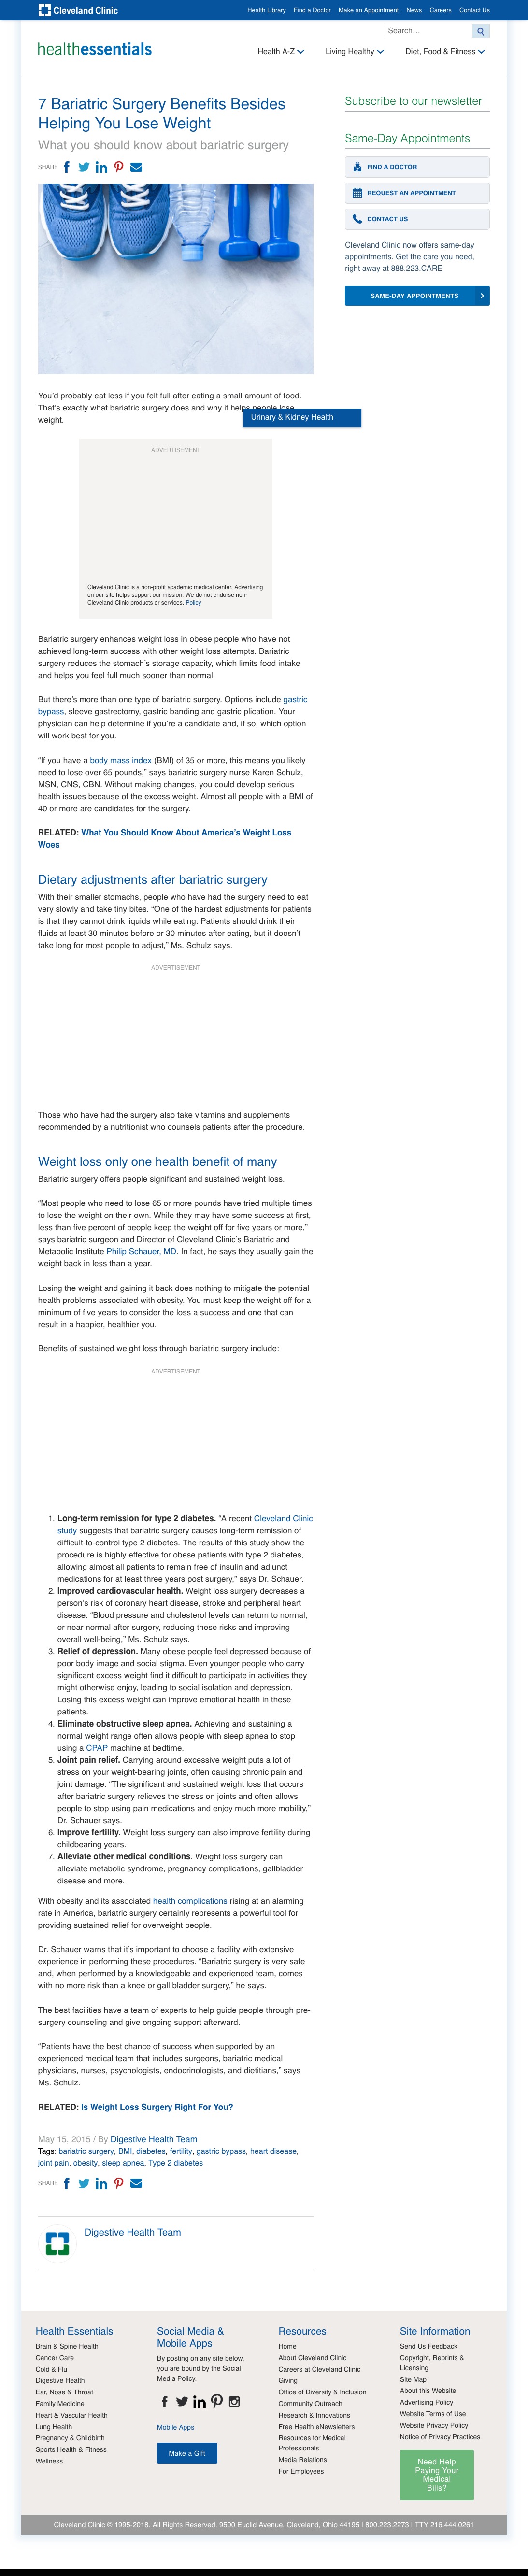 Cleveland Clinic
Health Library Find a Doctor Make an Appointment News Careers Contact Us
Search...
healthessentials
Health A-Z Living Healthy Diet, Food & Fitness
7 Bariatric Surgery Benefits Besides
Helping You Lose Weight
What you should know about bariatric surgery
SHARE
Subscribe to our newsletter
Same-Day Appointments
FIND A DOCTOR
REQUEST AN APPOINTMENT
CONTACT US
Cleveland Clinic now offers same-day
appointments. Get the care you need,
right away at 888.223.CARE
SAME-DAY APPOINTMENTS
You’d probably eat less if you felt full after eating a small amount of food.
That’s exactly what bariatric surgery does and why it helps people lose
weight.
Urinary & Kidney Health
ADVERTISEMENT
Cleveland Clinic is a non-profit academic medical center. Advertising
on our site helps support our mission. We do not endorse non-
Cleveland Clinic products or services. Policy
Bariatric surgery enhances weight loss in obese people who have not
achieved long-term success with other weight loss attempts. Bariatric
surgery reduces the stomach’s storage capacity, which limits food intake
and helps you feel full much sooner than normal.
But there’s more than one type of bariatric surgery. Options include gastric
bypass, sleeve gastrectomy, gastric banding and gastric plication. Your
physician can help determine if you’re a candidate and, if so, which option
will work best for you.
“If you have a body mass index (BMI) of 35 or more, this means you likely
need to lose over 65 pounds,” says bariatric surgery nurse Karen Schulz,
MSN, CNS, CBN. Without making changes, you could develop serious
health issues because of the excess weight. Almost all people with a BMI of
40 or more are candidates for the surgery.
RELATED: What You Should Know About America’s Weight Loss
Woes
Dietary adjustments after bariatric surgery
With their smaller stomachs, people who have had the surgery need to eat
very slowly and take tiny bites. “One of the hardest adjustments for patients
is that they cannot drink liquids while eating. Patients should drink their
fluids at least 30 minutes before or 30 minutes after eating, but it doesn’t
take long for most people to adjust,” Ms. Schulz says.
ADVERTISEMENT
Those who have had the surgery also take vitamins and supplements
recommended by a nutritionist who counsels patients after the procedure.
Weight loss only one health benefit of many
Bariatric surgery offers people significant and sustained weight loss.
“Most people who need to lose 65 or more pounds tried multiple times
to lose the weight on their own. While they may have some success at first,
less than five percent of people keep the weight off for five years or more,”
says bariatric surgeon and Director of Cleveland Clinic’s Bariatric and
Metabolic Institute Philip Schauer, MD. In fact, he says they usually gain the
weight back in less than a year.
Losing the weight and gaining it back does nothing to mitigate the potential
health problems associated with obesity. You must keep the weight off for a
minimum of five years to consider the loss a success and one that can
result in a happier, healthier you.
Benefits of sustained weight loss through bariatric surgery include:
ADVERTISEMENT
1. Long-term remission for type 2 diabetes. “A recent Cleveland Clinic
study suggests that bariatric surgery causes long-term remission of
difficult-to-control type 2 diabetes. The results of this study show the
procedure is highly effective for obese patients with type 2 diabetes,
allowing almost all patients to remain free of insulin and adjunct
medications for at least three years post surgery,” says Dr. Schauer.
2. Improved cardiovascular health. Weight loss surgery decreases a
person’s risk of coronary heart disease, stroke and peripheral heart
disease. “Blood pressure and cholesterol levels can return to normal,
or near normal after surgery, reducing these risks and improving
overall well-being,” Ms. Schulz says.
3. Relief of depression. Many obese people feel depressed because of
poor body image and social stigma. Even younger people who carry
significant excess weight find it difficult to participate in activities they
might otherwise enjoy, leading to social isolation and depression.
Losing this excess weight can improve emotional health in these
patients.
4. Eliminate obstructive sleep apnea. Achieving and sustaining a
normal weight range often allows people with sleep apnea to stop
using a CPAP machine at bedtime.
5. Joint pain relief. Carrying around excessive weight puts a lot of
stress on your weight-bearing joints, often causing chronic pain and
joint damage. “The significant and sustained weight loss that occurs
after bariatric surgery relieves the stress on joints and often allows
people to stop using pain medications and enjoy much more mobility,”
Dr. Schauer says.
6. Improve fertility. Weight loss surgery can also improve fertility during
childbearing years.
7. Alleviate other medical conditions. Weight loss surgery can
alleviate metabolic syndrome, pregnancy complications, gallbladder
disease and more.
With obesity and its associated health complications rising at an alarming
rate in America, bariatric surgery certainly represents a powerful tool for
providing sustained relief for overweight people.
Dr. Schauer warns that it’s important to choose a facility with extensive
experience in performing these procedures. “Bariatric surgery is very safe
and, when performed by a knowledgeable and experienced team, comes
with no more risk than a knee or gall bladder surgery,” he says.
The best facilities have a team of experts to help guide people through pre-
surgery counseling and give ongoing support afterward.
“Patients have the best chance of success when supported by an
experienced medical team that includes surgeons, bariatric medical
physicians, nurses, psychologists, endocrinologists, and dietitians,” says
Ms. Schulz.
RELATED: Is Weight Loss Surgery Right For You?
May 15, 2015 / By Digestive Health Team
Tags: bariatric surgery, BMI, diabetes, fertility, gastric bypass, heart disease,
joint pain, obesity, sleep apnea, Type 2 diabetes
SHARE
Digestive Health Team
Health Essentials
Brain & Spine Health
Cancer Care
Cold & Flu
Digestive Health
Ear, Nose & Throat
Family Medicine
Heart & Vascular Health
Lung Health
Pregnancy & Childbirth
Sports Health & Fitness
Wellness
Social Media &
Mobile Apps
By posting on any site below,
you are bound by the Social
Media Policy.
Mobile Apps
Make a Gift
Resources
Home
About Cleveland Clinic
Careers at Cleveland Clinic
Giving
Office of Diversity & Inclusion
Community Outreach
Research & Innovations
Free Health eNewsletters
Resources for Medical
Professionals
Media Relations
For Employees
Site Information
Send Us Feedback
Copyright, Reprints &
Licensing
Site Map
About this Website
Advertising Policy
Website Terms of Use
Website Privacy Policy
Notice of Privacy Practices
Need Help
Paying Your
Medical
Bills?
Cleveland Clinic © 1995-2018. All Rights Reserved. 9500 Euclid Avenue, Cleveland, Ohio 44195 | 800.223.2273 | TTY 216.444.0261